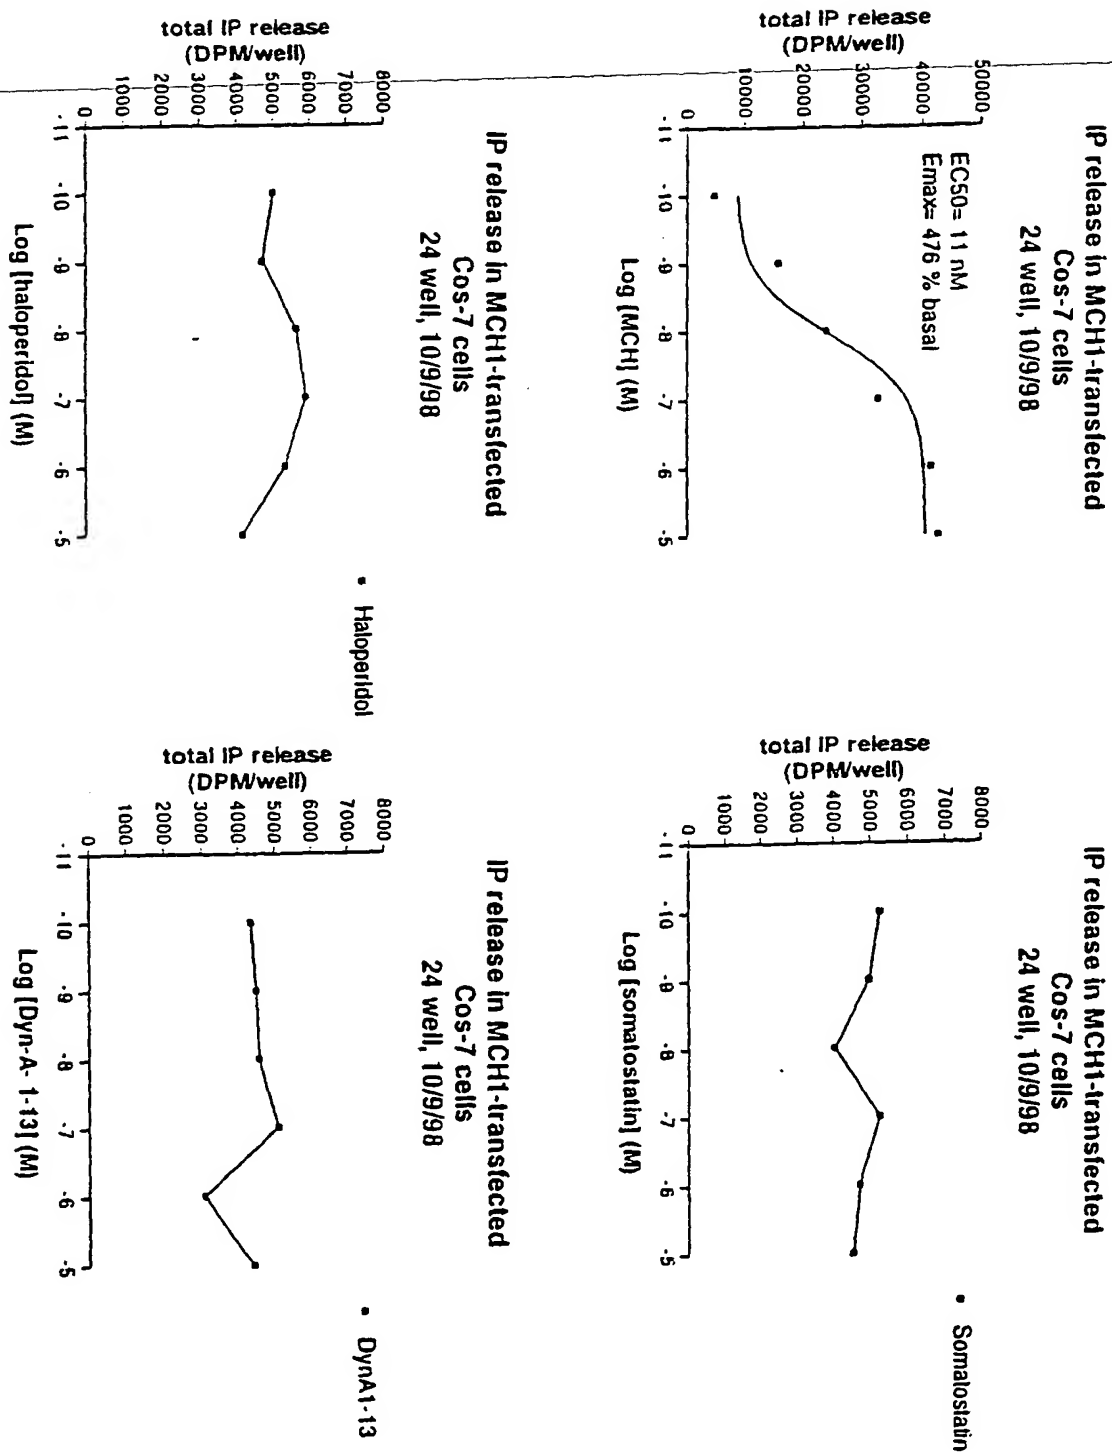 IP release in MCH1-transfected
Cos-7 cells
24 well, 10/9/98
total IP release
(DPM/well)
50000
40000
30000
20000
10000
0
EC50= 11 nM
Emax= 476 % basal
-11
-10
-9
-8
-7
-6
-5
Log [MCH] (M)
IP release in MCH1-transfected
Cos-7 cells
24 well, 10/9/98
total IP release
(DPM/well)
8000
7000
6000
5000
4000
3000
2000
1000
0
-11
-10
-9
-8
-7
-6
-5
Log [somatostatin] (M)
Somatostatin
IP release in MCH1-transfected
Cos-7 cells
24 well, 10/9/98
total IP release
(DPM/well)
8000
7000
6000
5000
4000
3000
2000
1000
0
-11
-10
-9
-8
-7
-6
-5
Log [haloperidol] (M)
Haloperidol
IP release in MCH1-transfected
Cos-7 cells
24 well, 10/9/98
total IP release
(DPM/well)
8000
7000
6000
5000
4000
3000
2000
1000
0
-11
-10
-9
-8
-7
-6
-5
Log [Dyn-A- 1-13] (M)
DynA1-13